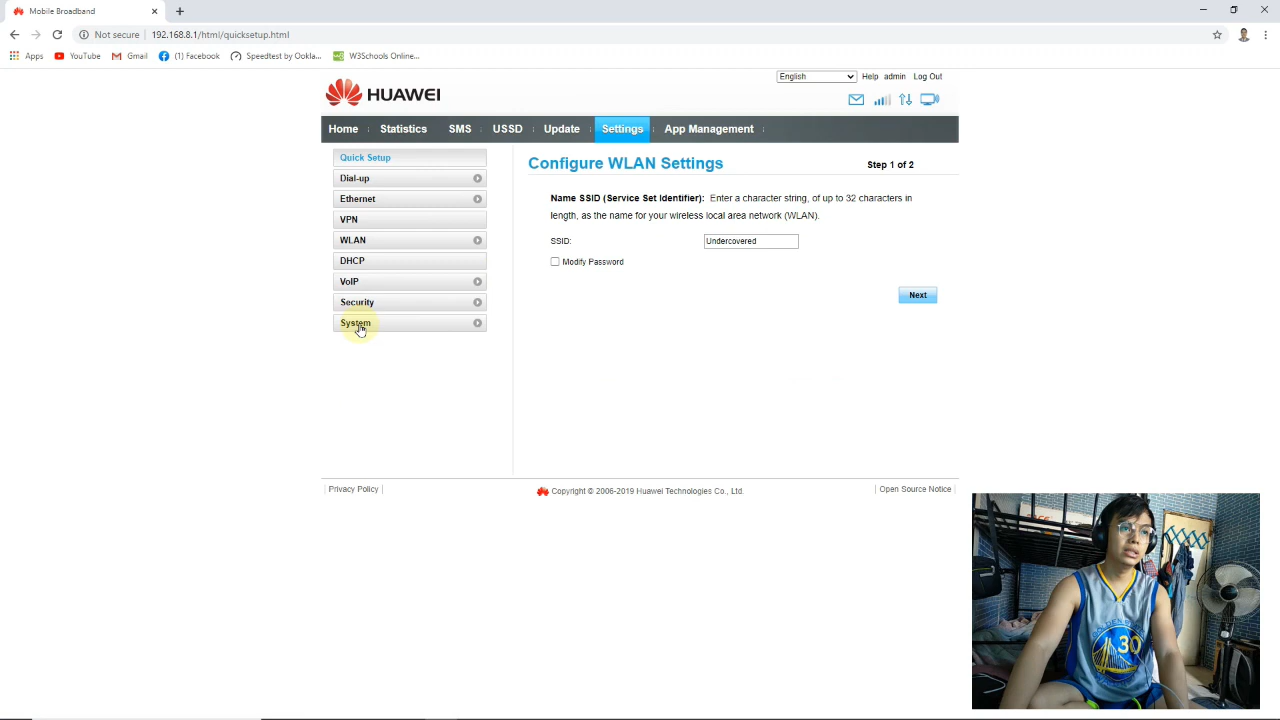 Mobile Broadband
Not secure 192.168.8.1/html/quicksetup.html
Apps YouTube Gmail (1) Facebook Speedtest by Ookla... W3Schools Online...
English Help admin Log Out
HUAWEI
Home Statistics SMS USSD Update Settings App Management
Quick Setup
Dial-up
Ethernet
VPN
WLAN
DHCP
VoIP
Security
System
Configure WLAN Settings Step 1 of 2
Name SSID (Service Set Identifier): Enter a character string, of up to 32 characters in
length, as the name for your wireless local area network (WLAN).
SSID: Undercovered
Modify Password
Next
Privacy Policy Copyright © 2006-2019 Huawei Technologies Co., Ltd. Open Source Notice
30